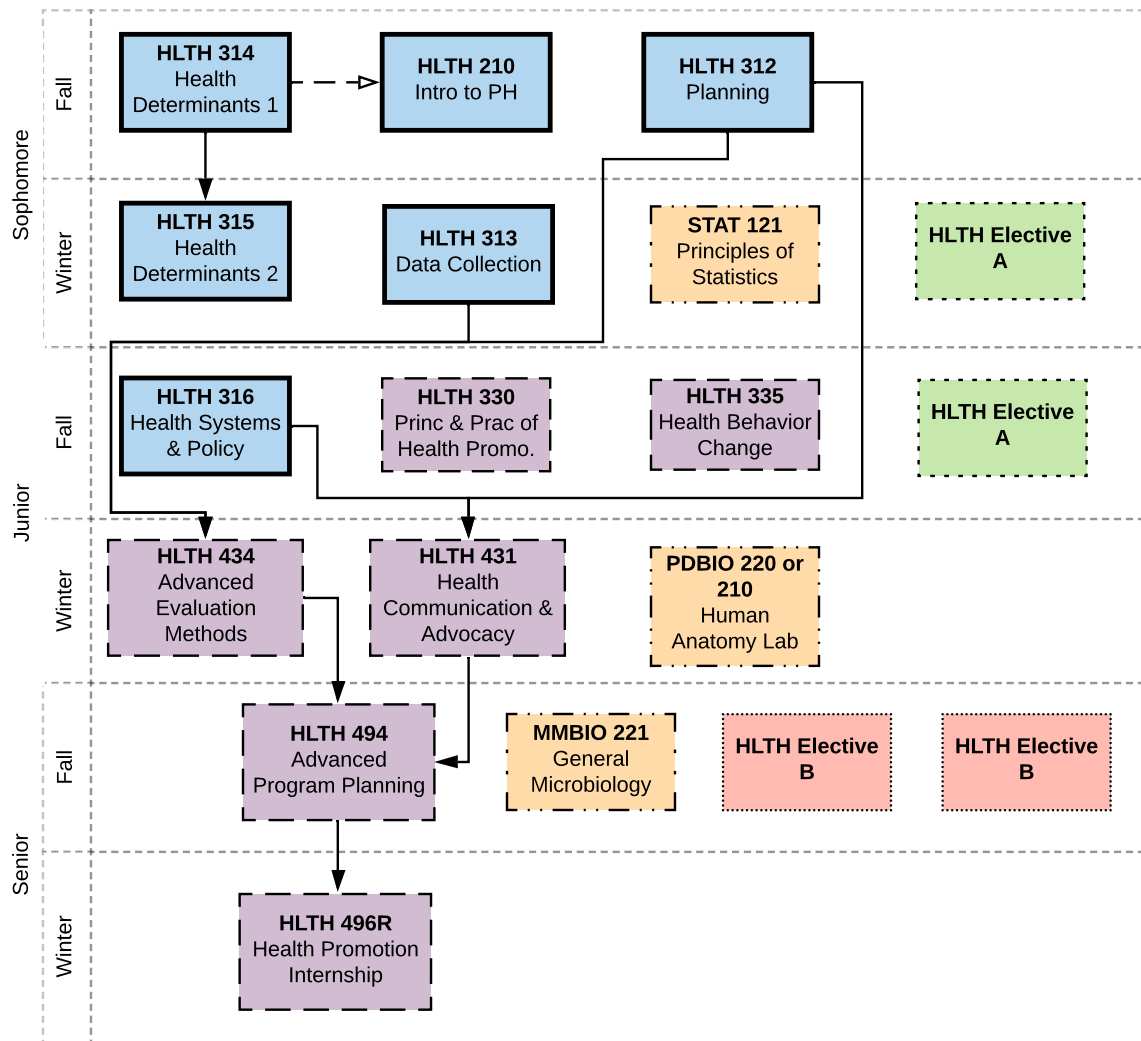 Sophomore
Fall
HLTH 314
Health
Determinants 1
HLTH 210
Intro to PH
HLTH 312
Planning
Winter
HLTH 315
Health
Determinants 2
HLTH 313
Data Collection
STAT 121
Principles of
Statistics
HLTH Elective
A
Junior
Fall
HLTH 316
Health Systems
& Policy
HLTH 330
Princ & Prac of
Health Promo.
HLTH 335
Health Behavior
Change
HLTH Elective
A
Winter
HLTH 434
Advanced
Evaluation
Methods
HLTH 431
Health
Communication &
Advocacy
PDBIO 220 or
210
Human
Anatomy Lab
Senior
Fall
HLTH 494
Advanced
Program Planning
MMBIO 221
General
Microbiology
HLTH Elective
B
HLTH Elective
B
Winter
HLTH 496R
Health Promotion
Internship